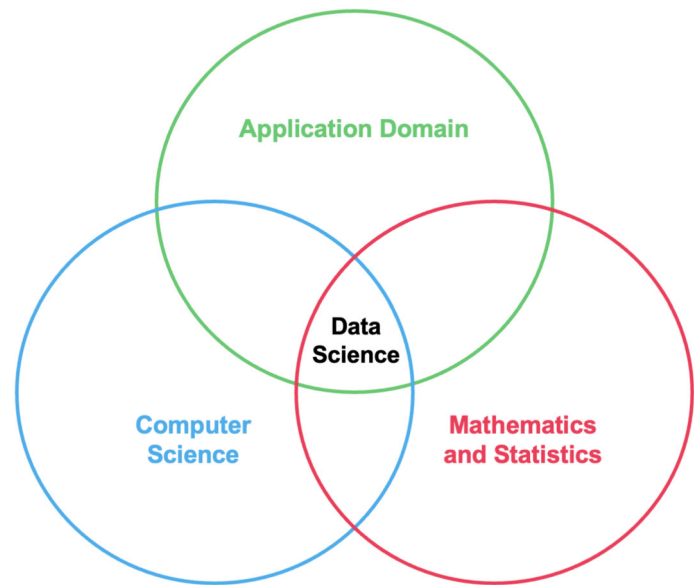 Application Domain
Data
Science
Computer
Science
Mathematics
and Statistics